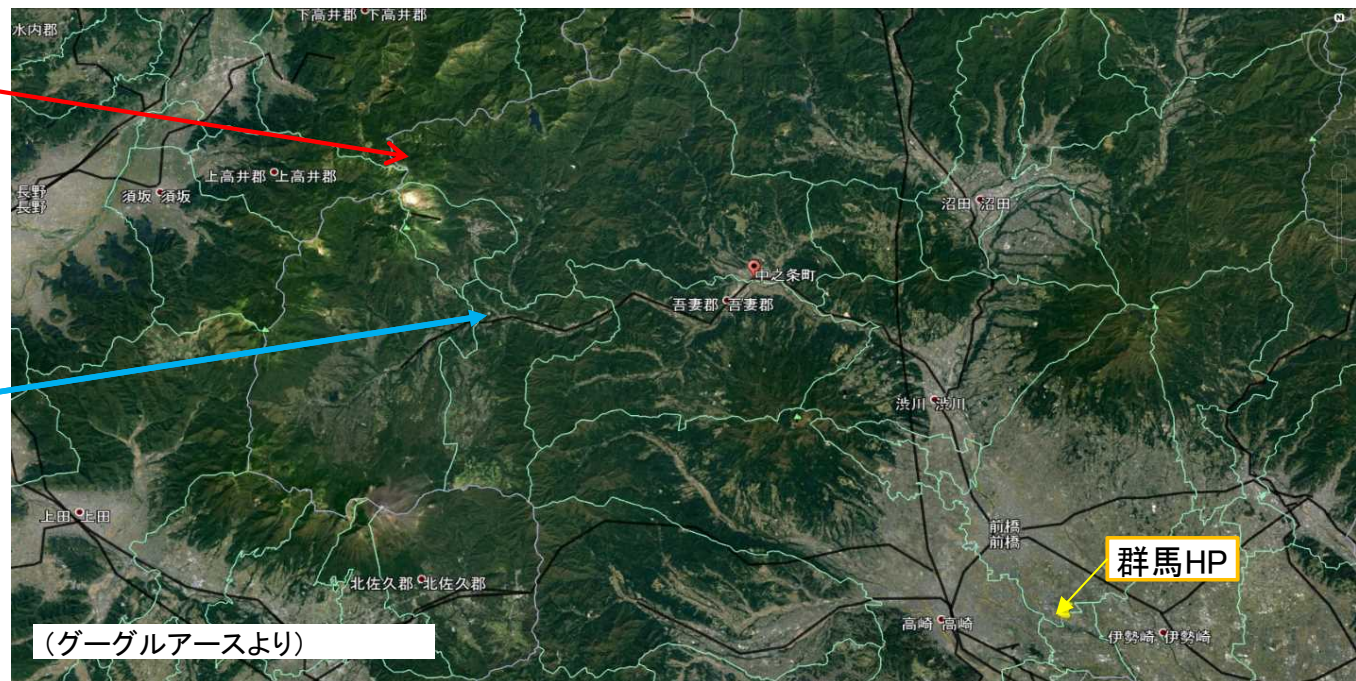 下高井郡 下高井郡
水内郡
長野
長野
須坂 須坂
上高井郡 上高井郡
沼田 沼田
中之条町
吾妻郡 吾妻郡
渋川 渋川
上田 上田
前橋
前橋
群馬HP
北佐久郡 北佐久郡
高崎 高崎
伊勢崎 伊勢崎
(グーグルアースより)
N